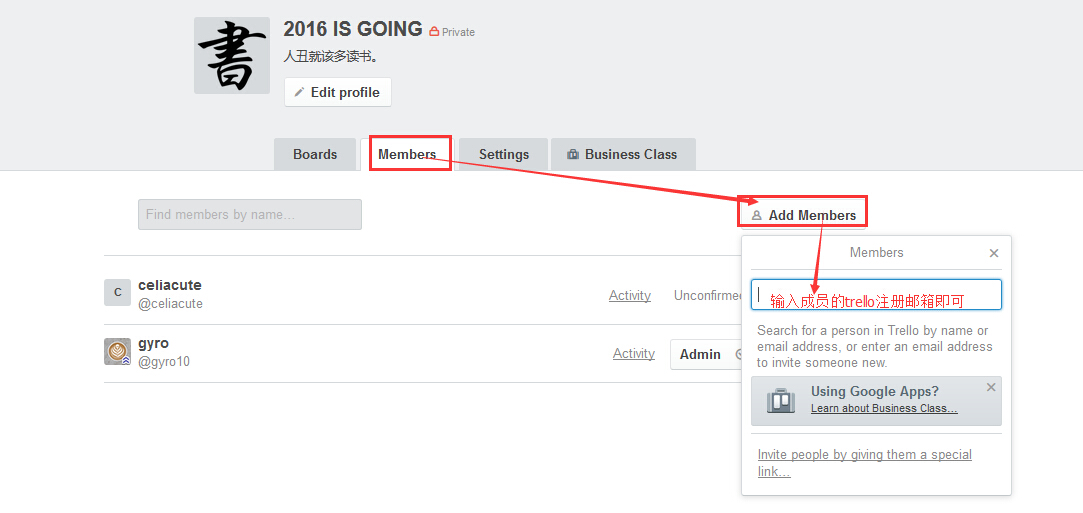 書
2016 IS GOING Private
人丑就该多读书。
Edit profile
Boards Members Settings Business Class
Find members by name...
Add Members
Members
celiacute
C
@celiacute
Activity Unconfirmed
输入成员的trello注册邮箱即可
Search for a person in Trello by name or
email address, or enter an email address
to invite someone new.
gyro
@gyro10
Activity Admin
Using Google Apps?
Learn about Business Class...
Invite people by giving them a special
link...